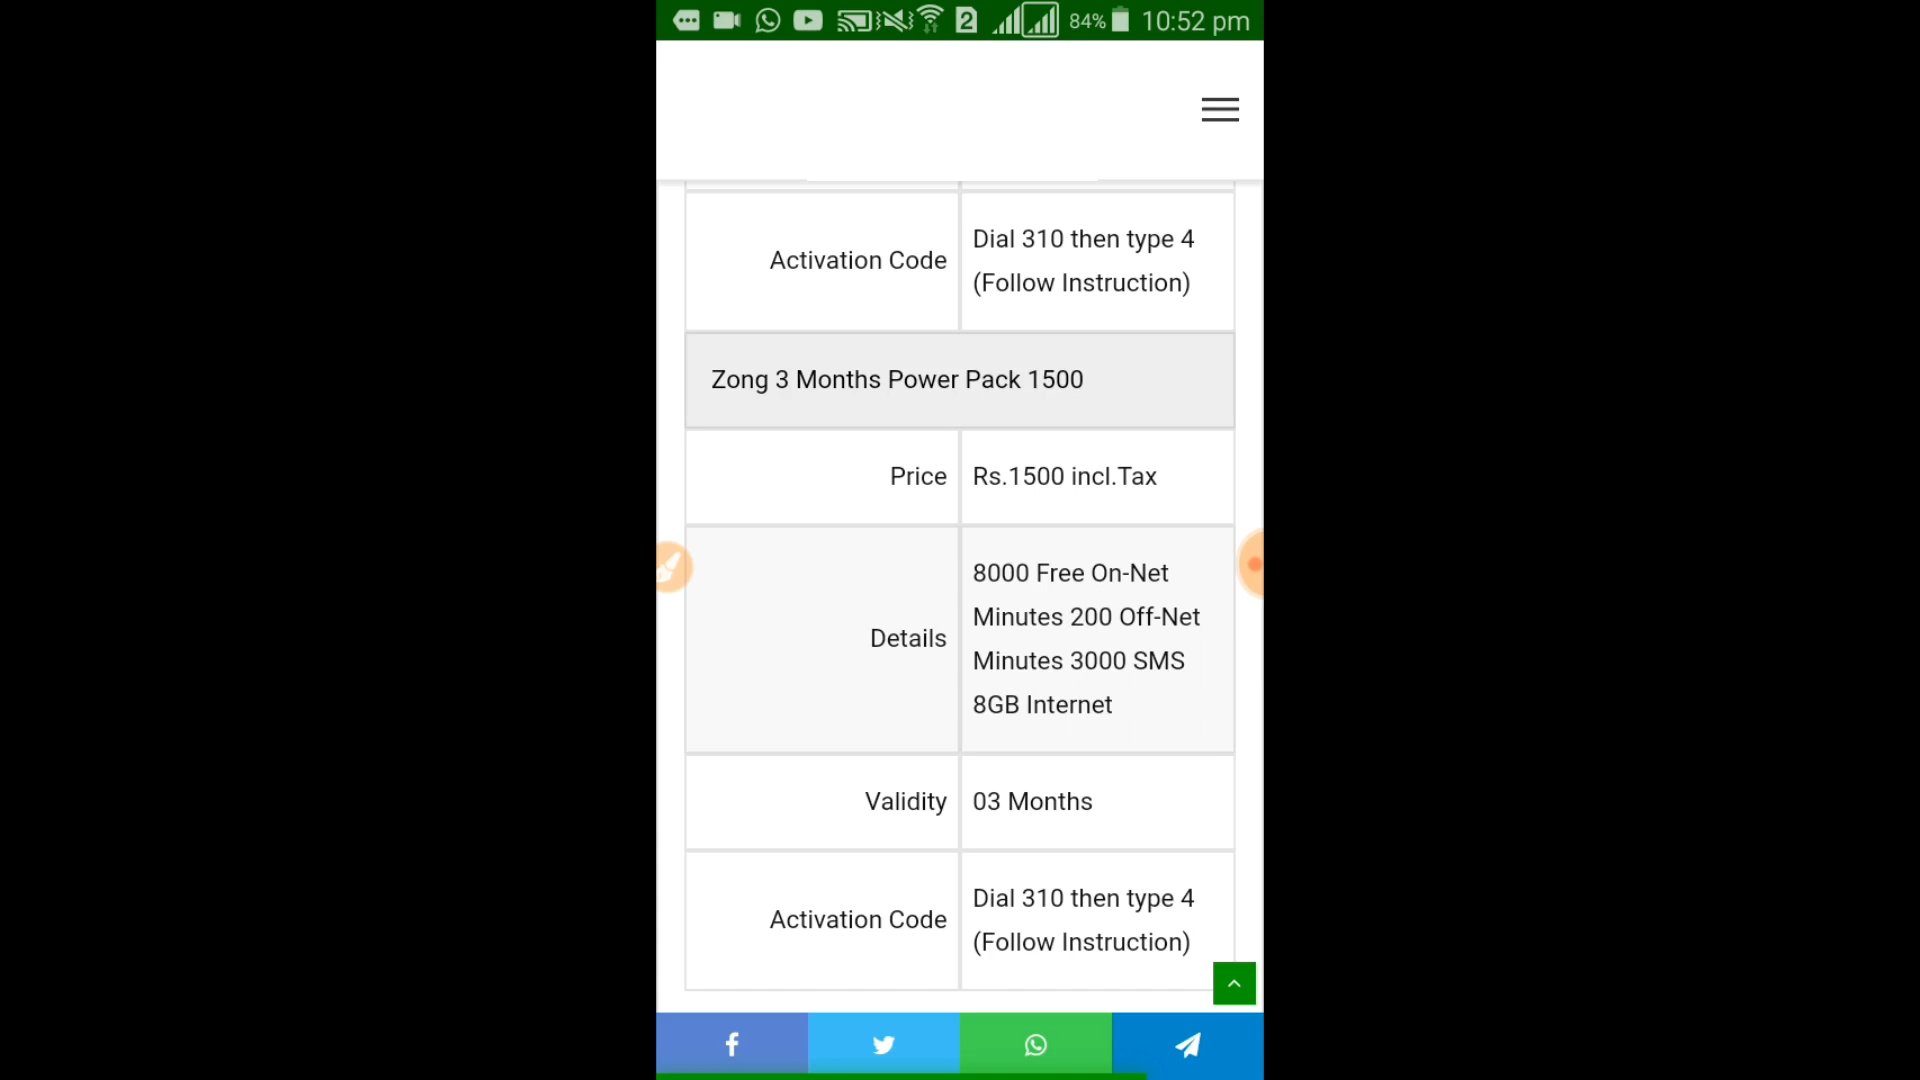 2 84% 10:52 pm
Activation Code
Dial 310 then type 4
(Follow Instruction)
Zong 3 Months Power Pack 1500
Price
Rs.1500 incl.Tax
Details
8000 Free On-Net
Minutes 200 Off-Net
Minutes 3000 SMS
8GB Internet
Validity
03 Months
Activation Code
Dial 310 then type 4
(Follow Instruction)